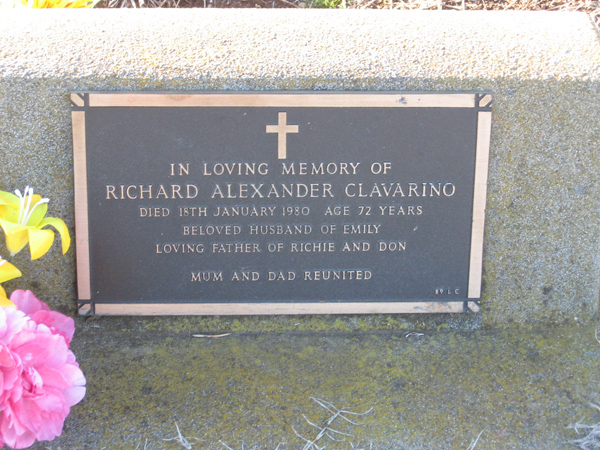 IN LOVING MEMORY OF
RICHARD ALEXANDER CLAVARINO
DIED 18TH JANUARY 1980 AGE 72 YEARS
BELOVED HUSBAND OF EMILY
LOVING FATHER OF RICHIE AND DON
MUM AND DAD REUNITED
89 L C